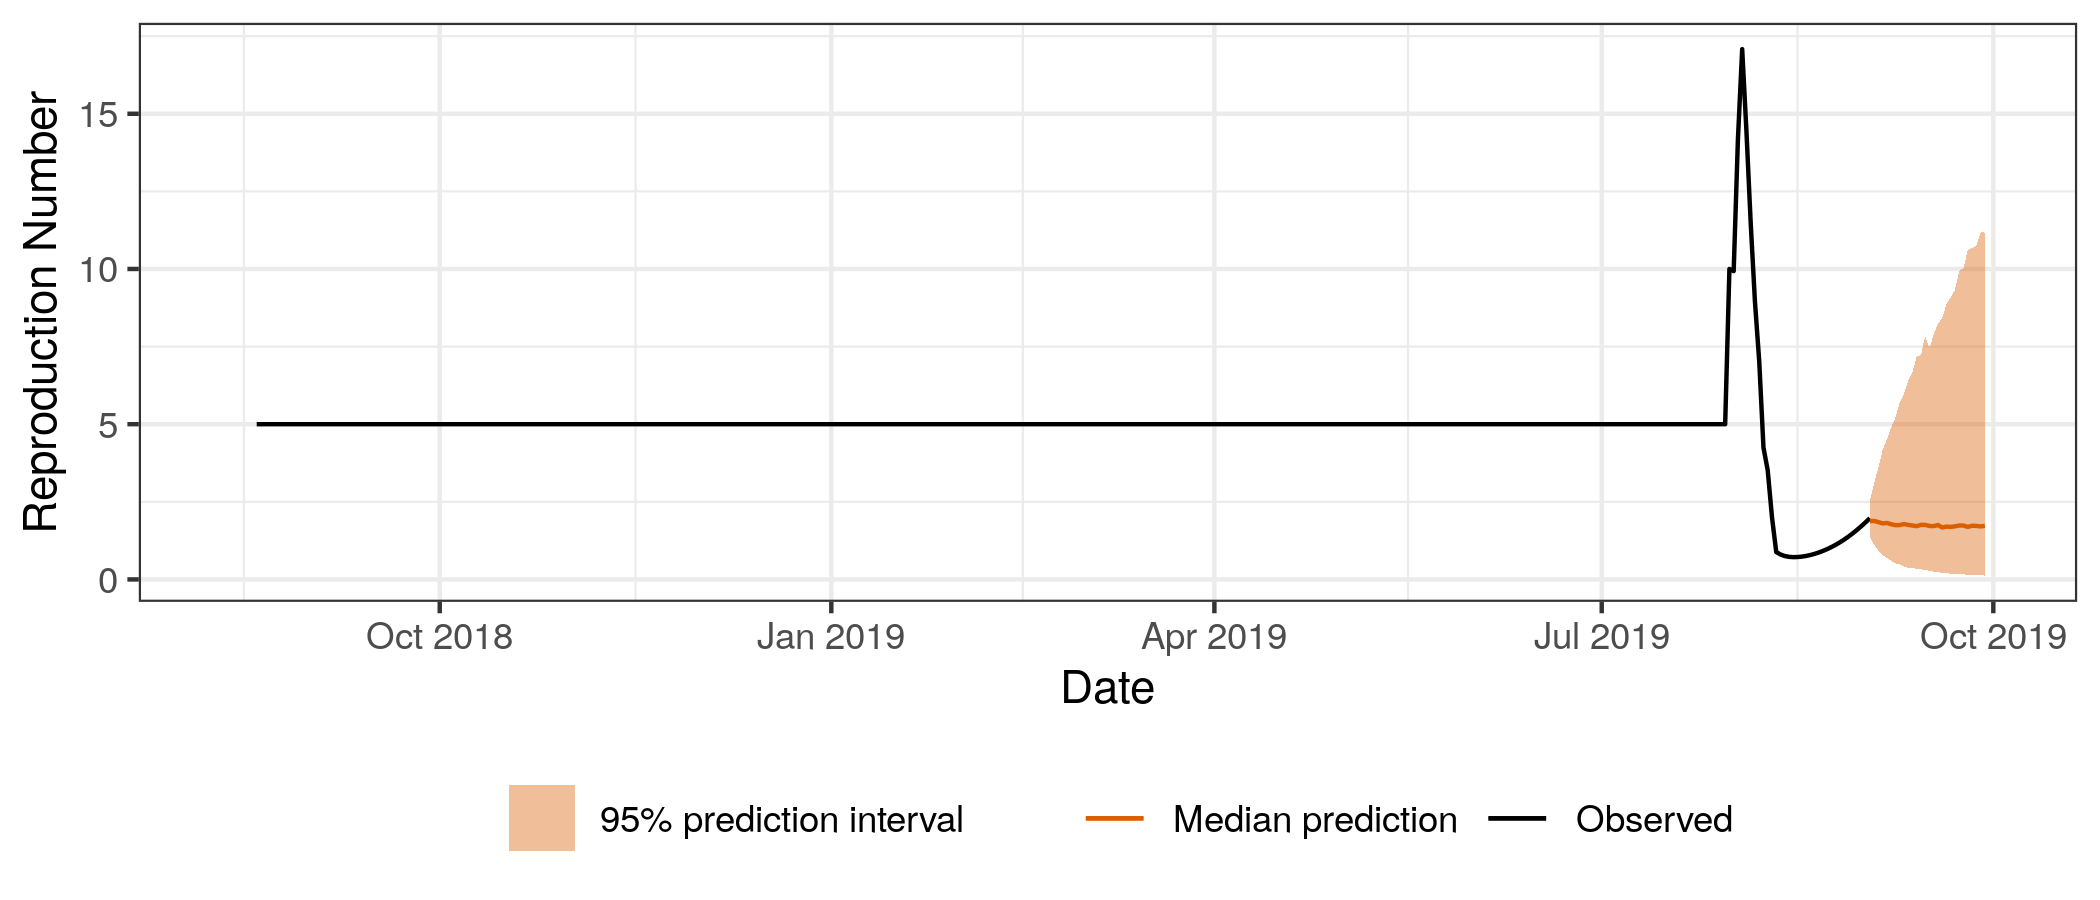 Reproduction Number
15
10
5
0
Oct 2018 Jan 2019 Apr 2019 Jul 2019 Oct 2019
Date
95% prediction interval Median prediction Observed